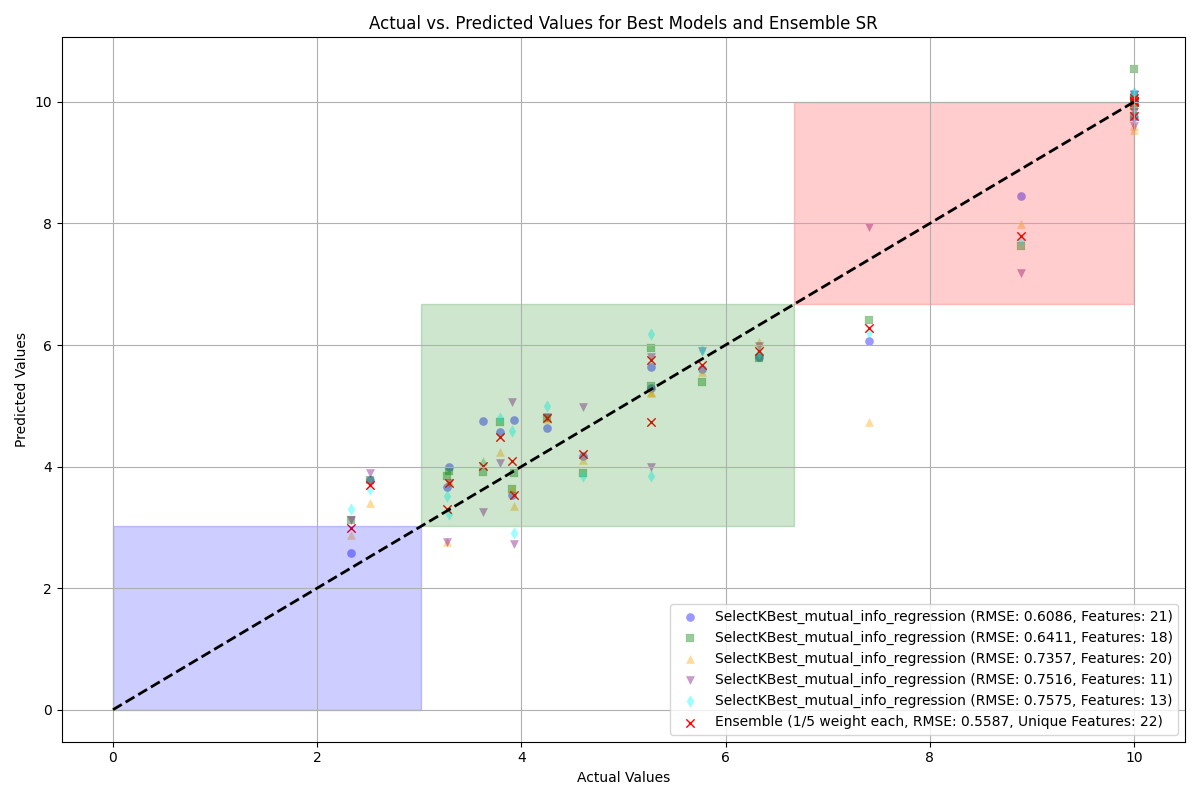 Actual vs. Predicted Values for Best Models and Ensemble SR
Predicted Values
10
8
6
4
2
0
SelectKBest_mutual_info_regression (RMSE: 0.6086, Features: 21)
SelectKBest_mutual_info_regression (RMSE: 0.6411, Features: 18)
SelectKBest_mutual_info_regression (RMSE: 0.7357, Features: 20)
SelectKBest_mutual_info_regression (RMSE: 0.7516, Features: 11)
SelectKBest_mutual_info_regression (RMSE: 0.7575, Features: 13)
Ensemble (1/5 weight each, RMSE: 0.5587, Unique Features: 22)
0 2 4 6 8 10
Actual Values